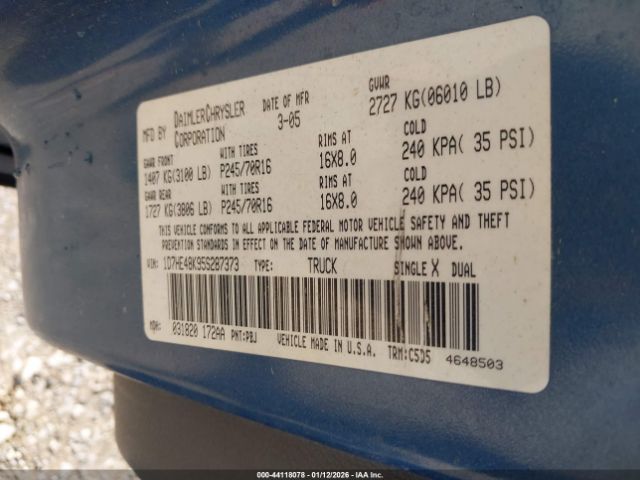 MFD BY DAIMLERCHRYSLER CORPORATION DATE OF MFR 3-05 GVWR 2727 KG(06010 LB)
GAWR FRONT WITH TIRES RIMS AT COLD
1407 KG(3100 LB) P245/70R16 16X8.0 240 KPA( 35 PSI)
GAWR REAR WITH TIRES RIMS AT COLD
1727 KG(3806 LB) P245/70R16 16X8.0 240 KPA( 35 PSI)
THIS VEHICLE CONFORMS TO ALL APPLICABLE FEDERAL MOTOR VEHICLE SAFETY AND THEFT
PREVENTION STANDARDS IN EFFECT ON THE DATE OF MANUFACTURE SHOWN ABOVE.
VIN: 1D7HE48K95S287373 TYPE: TRUCK SINGLE X DUAL
MDH: 031820 172AA PNT:PBJ VEHICLE MADE IN U.S.A. TRM:C5D5 4648503
000-44118078 - 01/12/2026 - IAA Inc.